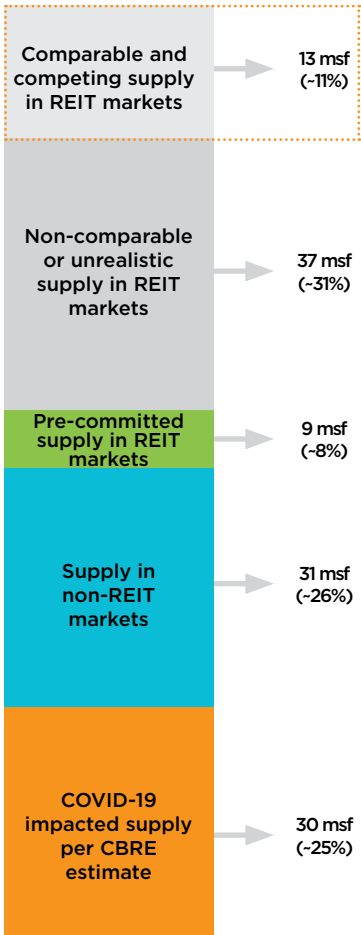 Comparable and
competing supply
in REIT markets
13 msf
(~11%)
Non-comparable
or unrealistic
supply in REIT
markets
37 msf
(~31%)
Pre-committed
supply in REIT
markets
9 msf
(~8%)
Supply in
non-REIT
markets
31 msf
(~26%)
COVID-19
impacted supply
per CBRE
estimate
30 msf
(~25%)